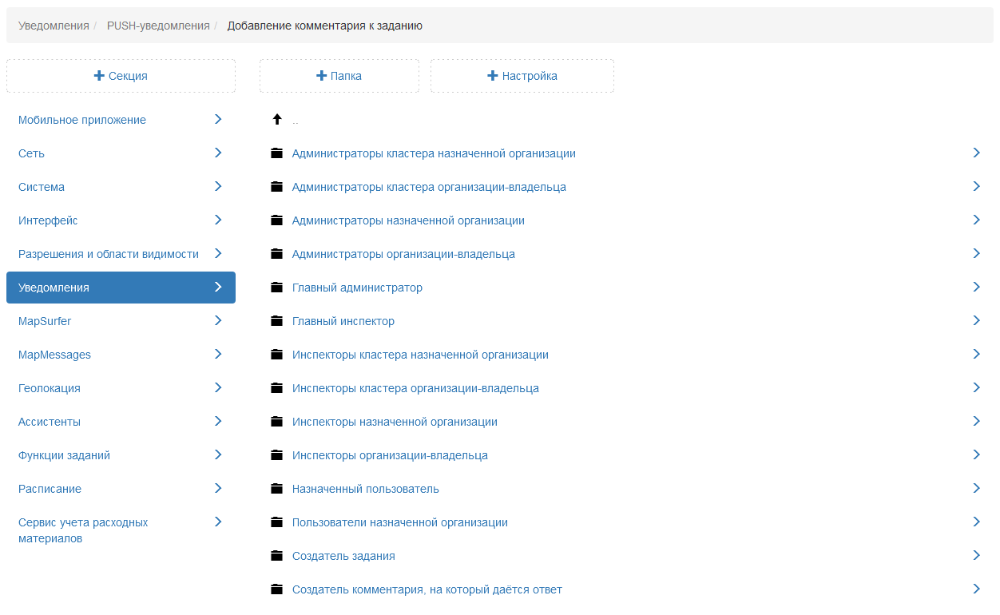 Уведомления / PUSH-уведомления / Добавление комментария к заданию
Секция
Папка
Настройка
Мобильное приложение
Сеть
Система
Интерфейс
Разрешения и области видимости
Уведомления
MapSurfer
MapMessages
Геолокация
Ассистенты
Функции заданий
Расписание
Сервис учета расходных
материалов
..
Администраторы кластера назначенной организации
Администраторы кластера организации-владельца
Администраторы назначенной организации
Администраторы организации-владельца
Главный администратор
Главный инспектор
Инспекторы кластера назначенной организации
Инспекторы кластера организации-владельца
Инспекторы назначенной организации
Инспекторы организации-владельца
Назначенный пользователь
Пользователи назначенной организации
Создатель задания
Создатель комментария, на который даётся ответ